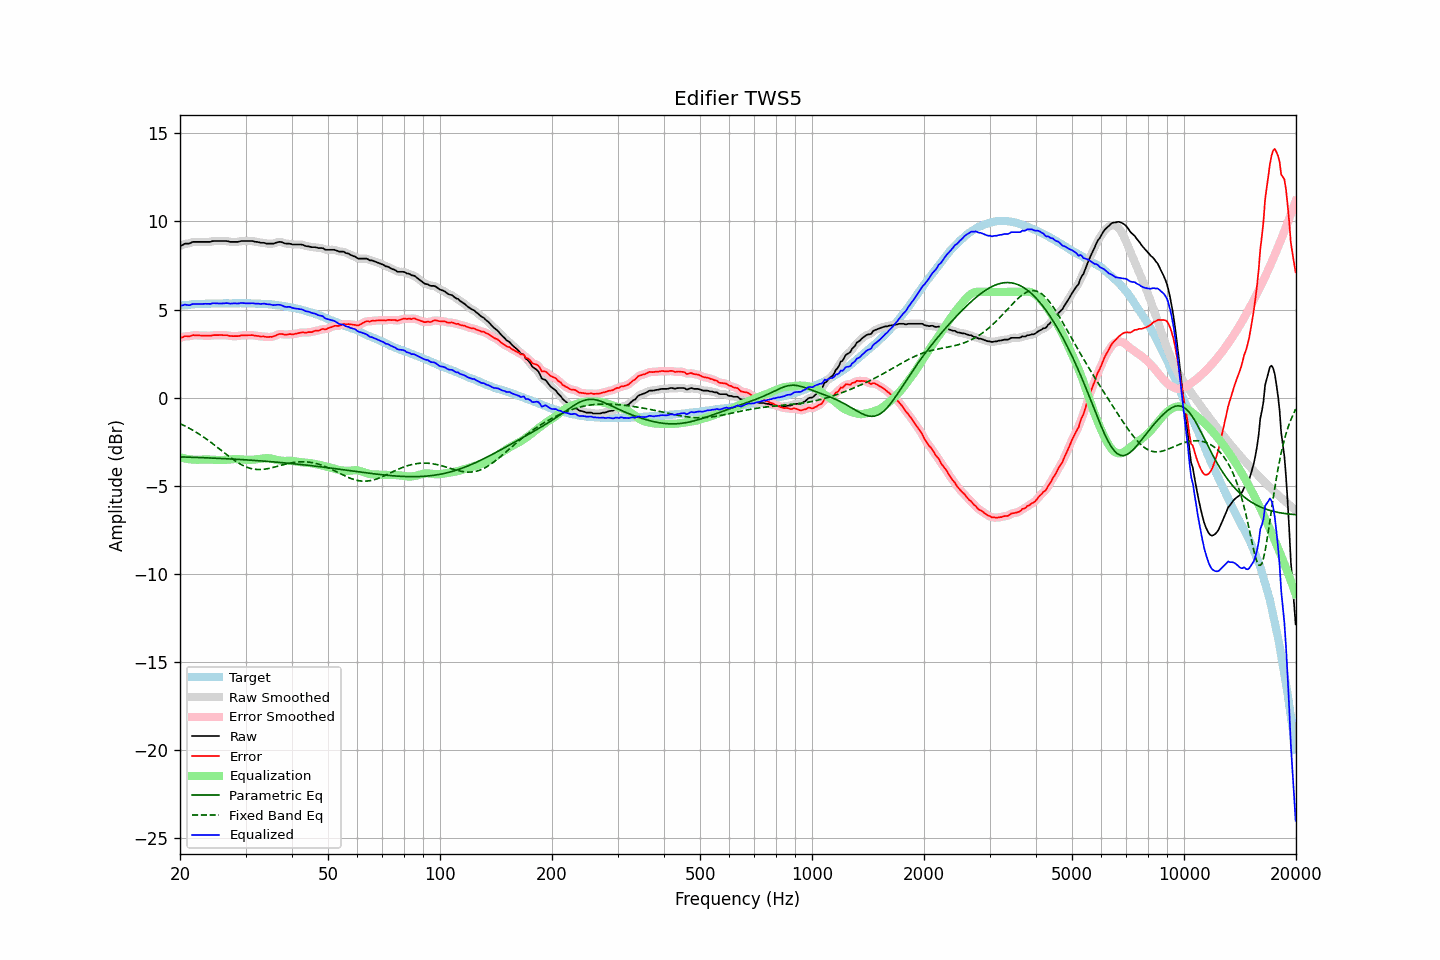 Edifier TWS5
Amplitude (dBr)
15
10
5
0
−5
−10
−15
−20
−25
Target
Raw Smoothed
Error Smoothed
Raw
Error
Equalization
Parametric Eq
Fixed Band Eq
Equalized
20 50 100 200 500 1000 2000 5000 10000 20000
Frequency (Hz)